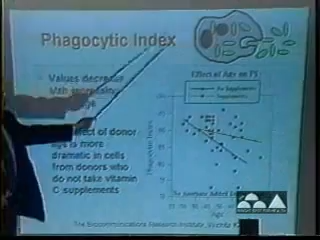 Phagocytic Index
Values decrease
with increasing
age
effect of donor
age is more
dramatic in cells
from donors who
do not take vitamin
C supplements
Effect of Age on PI
No Supplements
Supplements
Phagocytic Index
Age
The Biocommunications Research Institute, Wichita